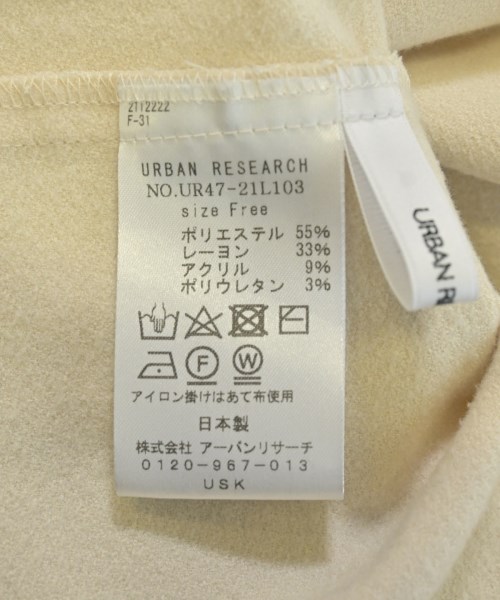 2112222
F-31
URBAN RESEARCH
NO.UR47-21L103
size Free
ポリエステル 55%
レーヨン 33%
アクリル 9%
ポリウレタン 3%
F W
アイロン掛けはあて布使用
日本製
株式会社 アーバンリサーチ
0120-967-013
USK
URBAN